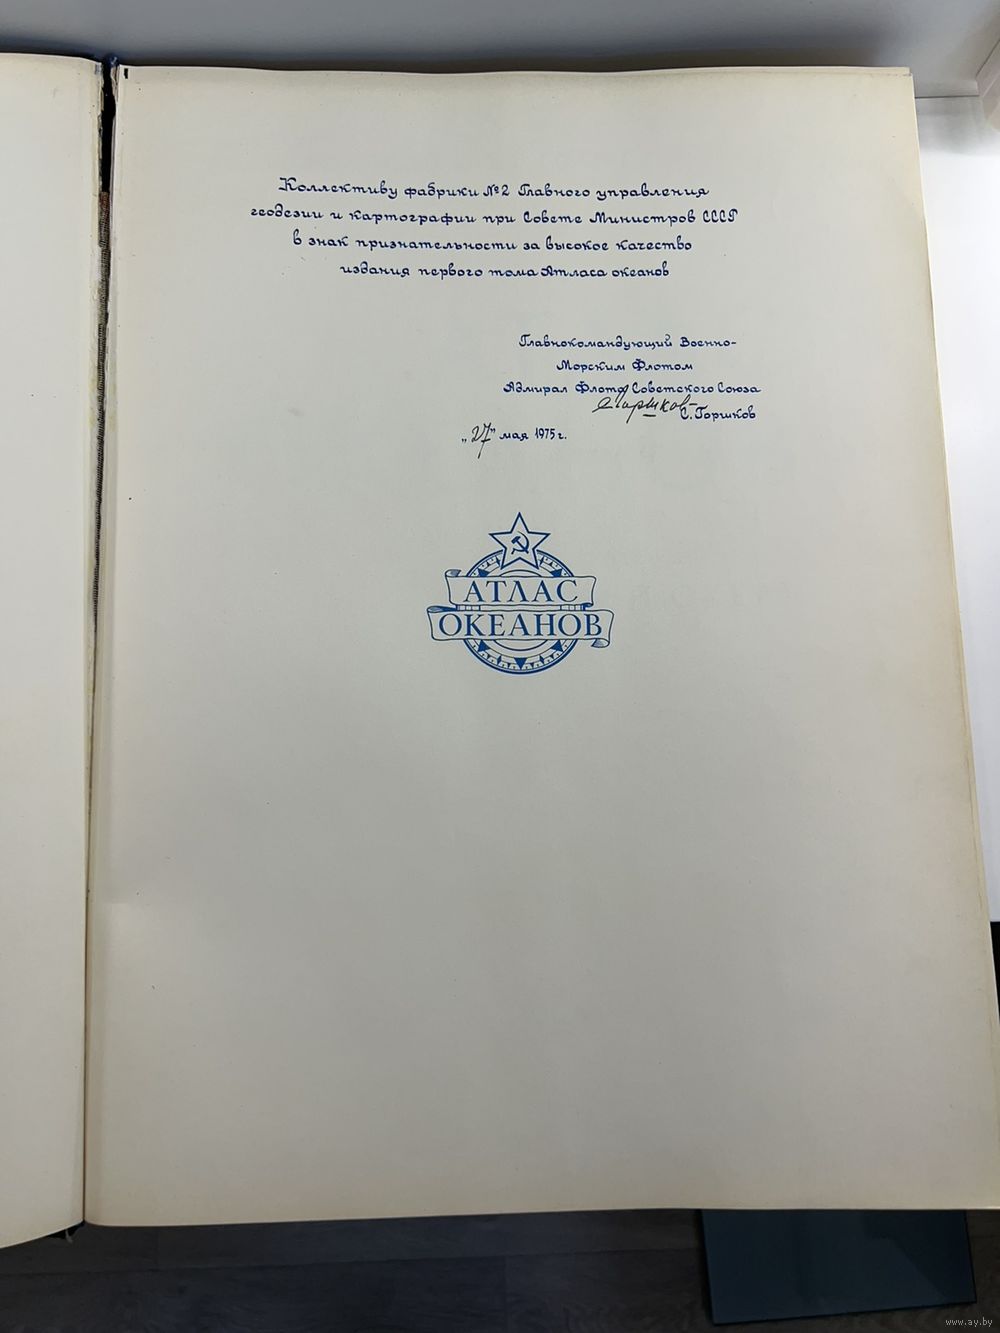 Коллективу фабрики №2 Главного управления
геодезии и картографии при Совете Министров СССР
в знак признательности за высокое качество
издания первого тома Атласа океанов
Главнокомандующий Военно-
Морским Флотом
Адмирал Флота Советского Союза
С. Горшков
„27” мая 1975 г.
АТЛАС
ОКЕАНОВ
www.ay.by